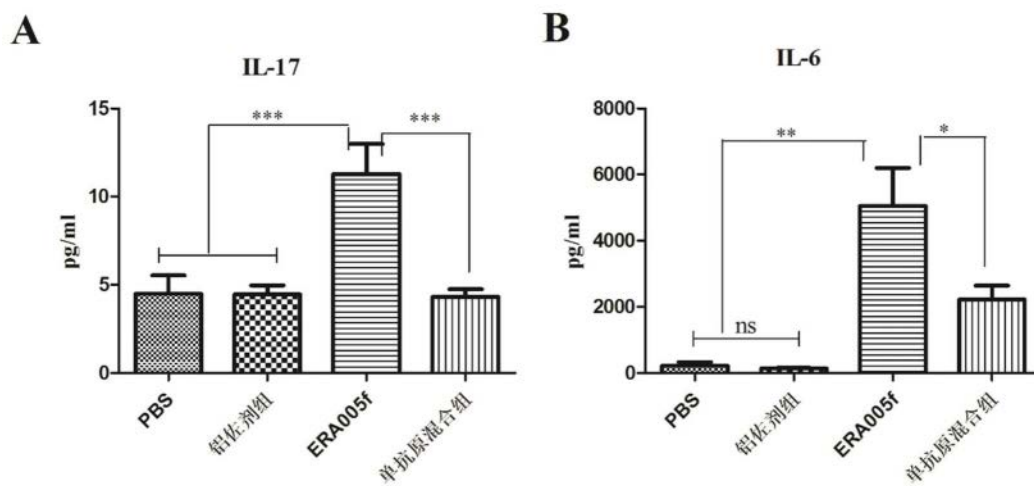 A
IL-17
15
10
5
0
pg/ml
***
***
PBS
铝佐剂组
ERA005f
单抗原混合组
B
IL-6
8000
6000
4000
2000
0
pg/ml
**
*
ns
PBS
铝佐剂组
ERA005f
单抗原混合组